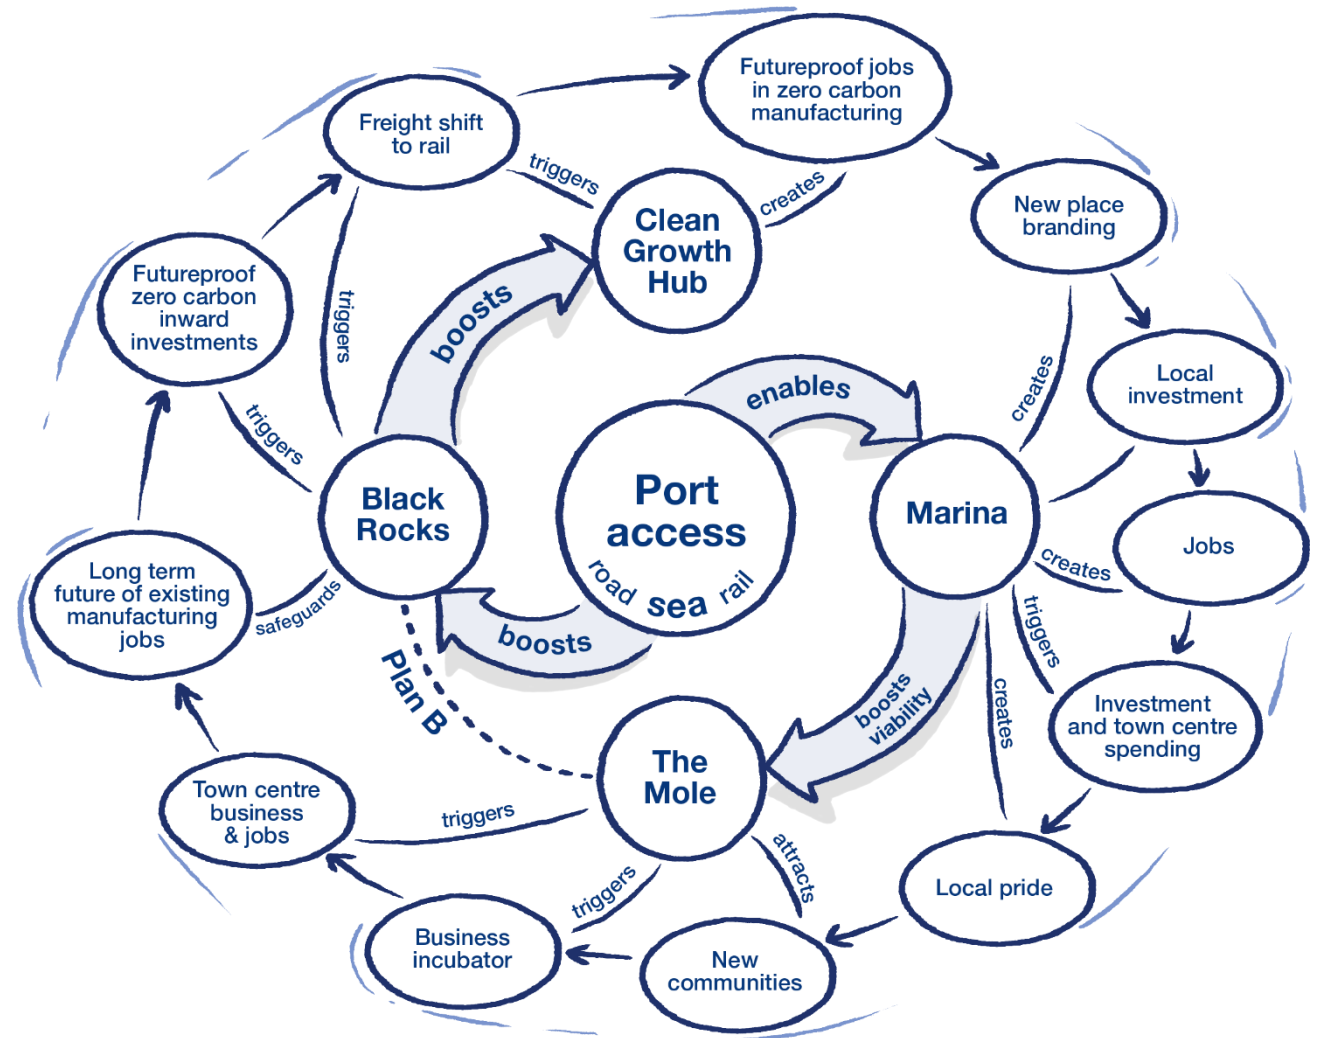 Futureproof jobs
in zero carbon
manufacturing
Freight shift
to rail
triggers
creates
Clean
Growth
Hub
New place
branding
Futureproof
zero carbon
inward
investments
triggers
boosts
enables
creates
Local
investment
triggers
Black
Rocks
Port
access
road sea rail
Marina
Jobs
creates
Long term
future of existing
manufacturing
jobs
safeguards
boosts
Plan B
triggers
creates
boosts
viability
Investment
and town centre
spending
The
Mole
Town centre
business
& jobs
triggers
triggers
attracts
Local pride
Business
incubator
New
communities